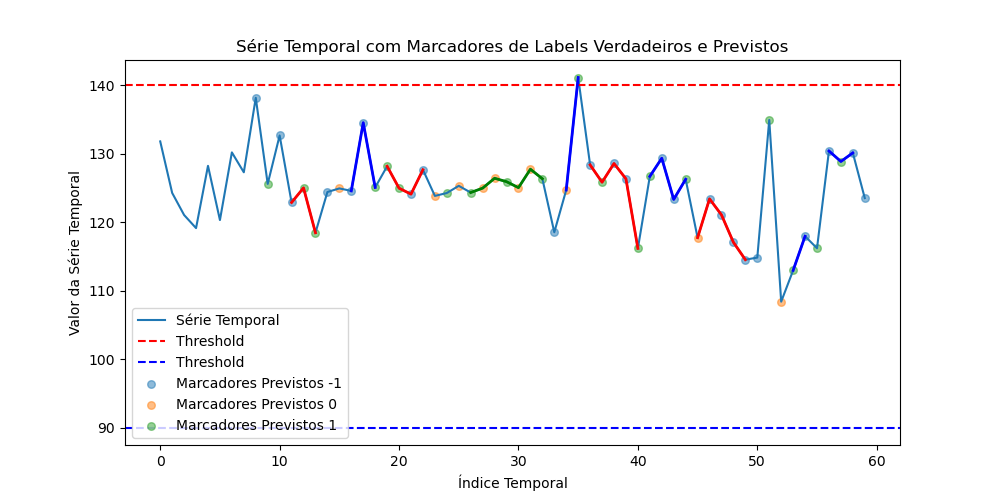 Série Temporal com Marcadores de Labels Verdadeiros e Previstos
Valor da Série Temporal
140
130
120
110
100
90
Série Temporal
Threshold
Threshold
Marcadores Previstos -1
Marcadores Previstos 0
Marcadores Previstos 1
0 10 20 30 40 50 60
Índice Temporal